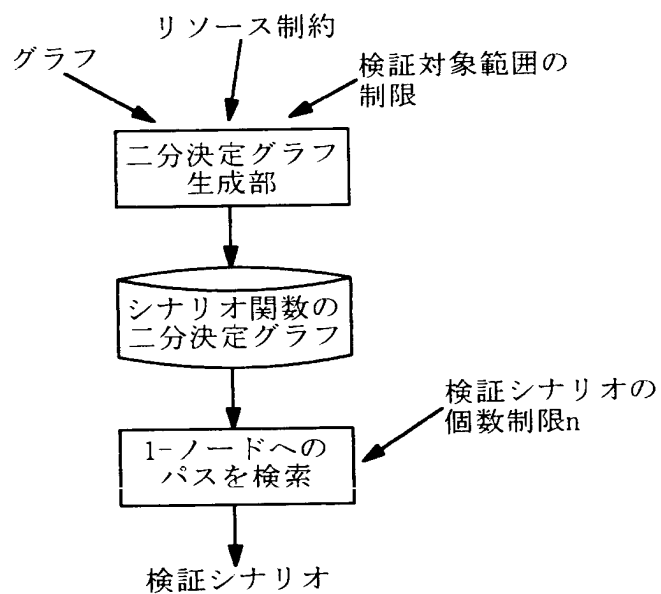 リソース制約
グラフ
検証対象範囲の
制限
二分決定グラフ
生成部
シナリオ関数の
二分決定グラフ
検証シナリオの
個数制限n
1-ノードへの
パスを検索
検証シナリオ